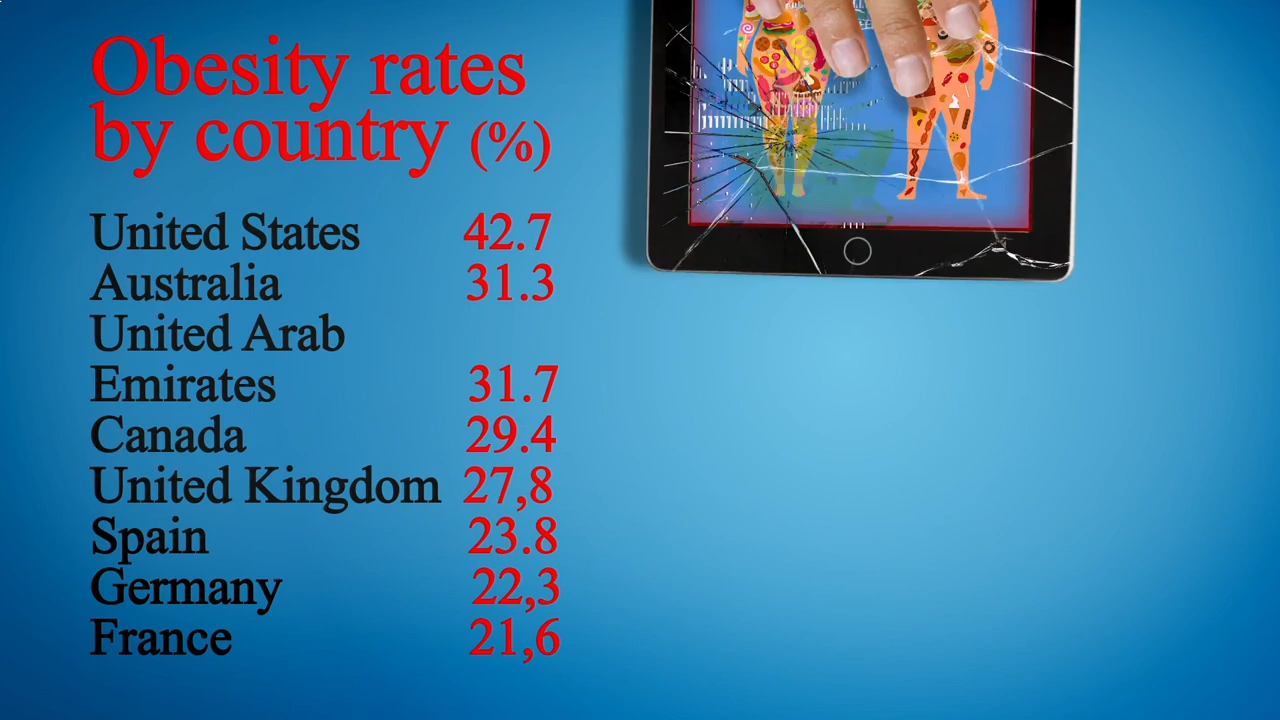 Obesity rates
by country (%)
United States 42.7
Australia 31.3
United Arab
Emirates 31.7
Canada 29.4
United Kingdom 27,8
Spain 23.8
Germany 22,3
France 21,6